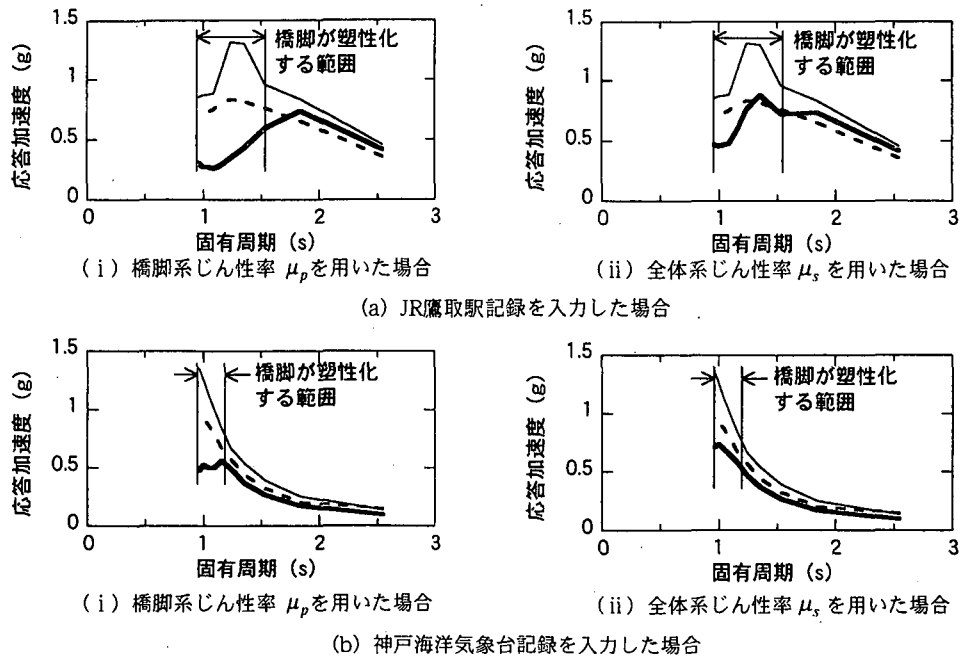 1.5
1
0.5
0
応答加速度 (g)
橋脚が塑性化
する範囲
0 1 2 3
固有周期 (s)
(ⅰ) 橋脚系じん性率 μp を用いた場合
1.5
1
0.5
0
応答加速度 (g)
橋脚が塑性化
する範囲
0 1 2 3
固有周期 (s)
(ⅱ) 全体系じん性率 μs を用いた場合
(a) JR鷹取駅記録を入力した場合
1.5
1
0.5
0
応答加速度 (g)
橋脚が塑性化
する範囲
0 1 2 3
固有周期 (s)
(ⅰ) 橋脚系じん性率 μp を用いた場合
1.5
1
0.5
0
応答加速度 (g)
橋脚が塑性化
する範囲
0 1 2 3
固有周期 (s)
(ⅱ) 全体系じん性率 μs を用いた場合
(b) 神戸海洋気象台記録を入力した場合